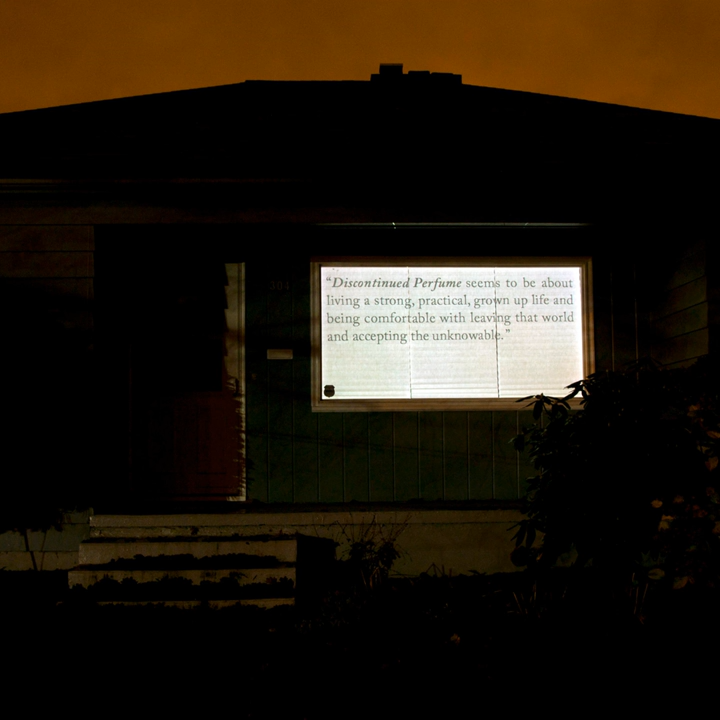 “Discontinued Perfume seems to be about
living a strong, practical, grown up life and
being comfortable with leaving that world
and accepting the unknowable.”